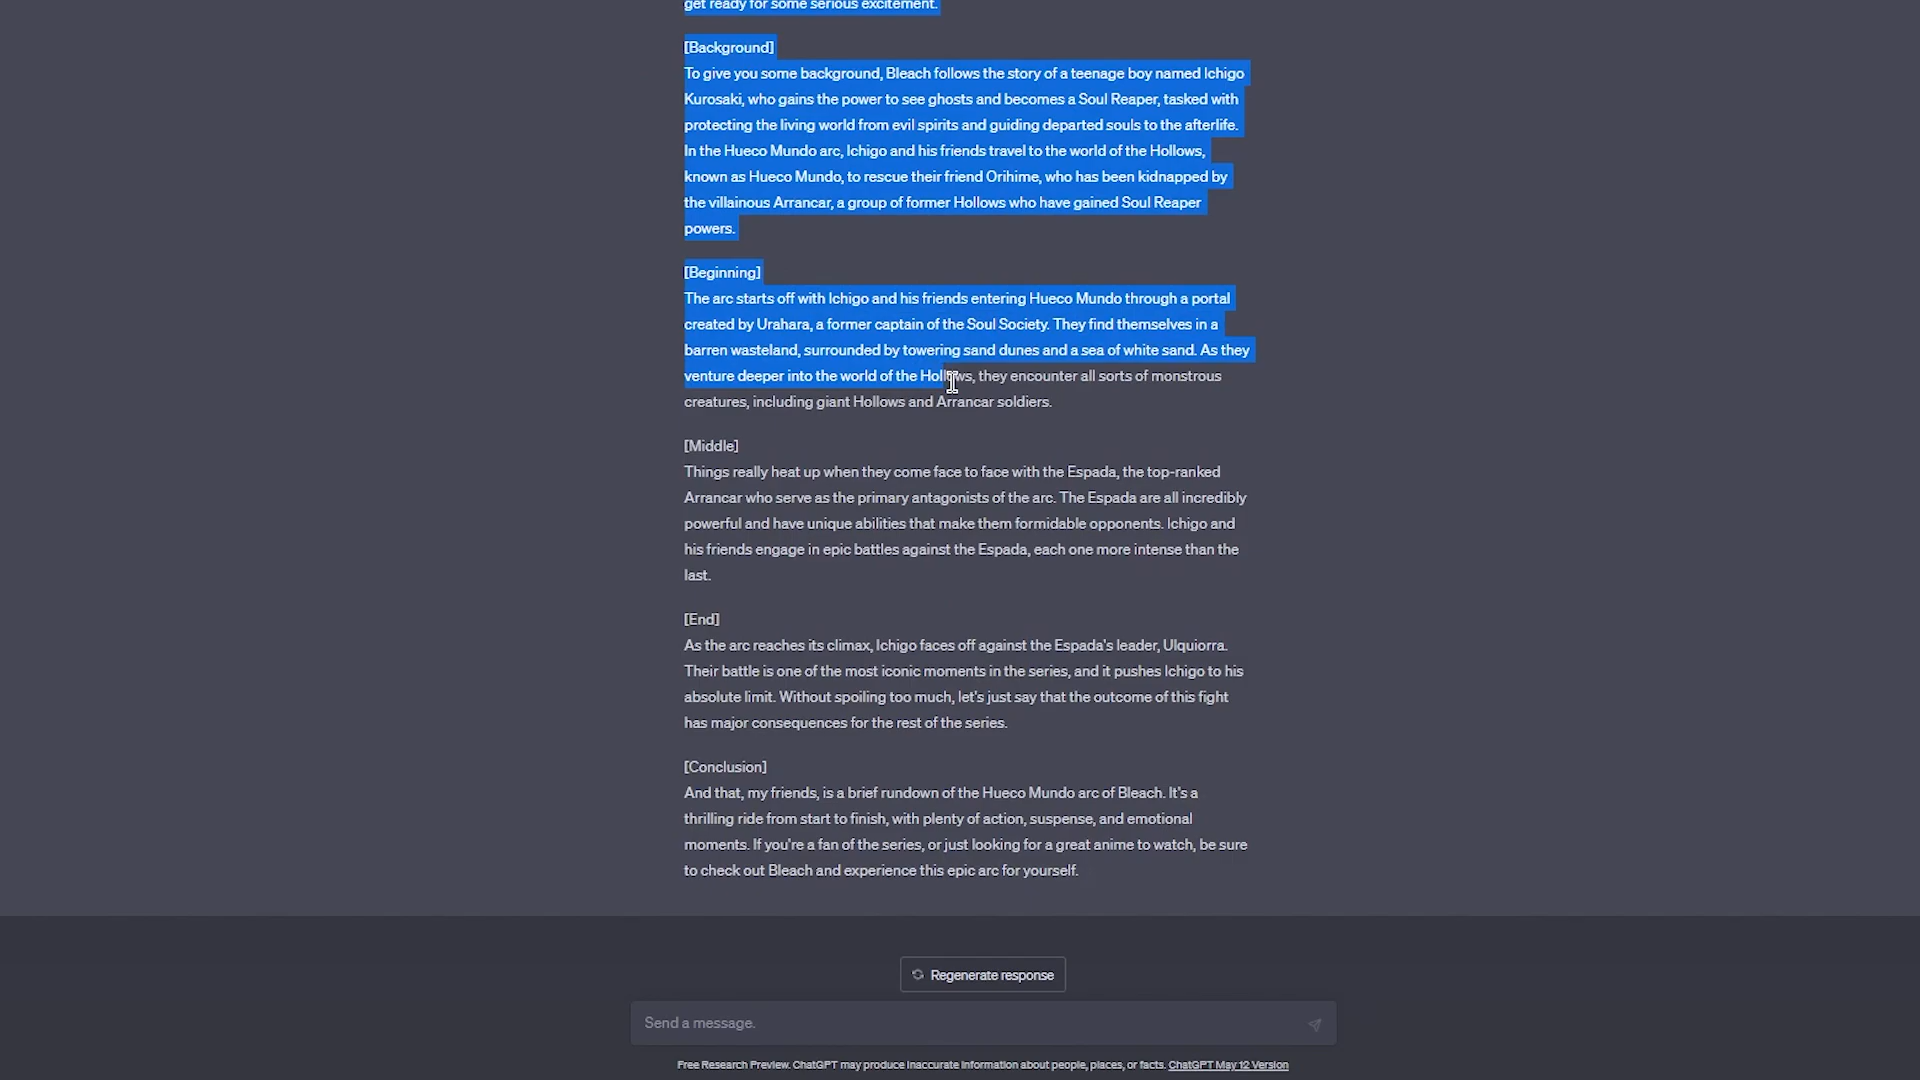 get ready for some serious excitement.
[Background]
To give you some background, Bleach follows the story of a teenage boy named Ichigo
Kurosaki, who gains the power to see ghosts and becomes a Soul Reaper, tasked with
protecting the living world from evil spirits and guiding departed souls to the afterlife.
In the Hueco Mundo arc, Ichigo and his friends travel to the world of the Hollows,
known as Hueco Mundo, to rescue their friend Orihime, who has been kidnapped by
the villainous Arrancar, a group of former Hollows who have gained Soul Reaper
powers.
[Beginning]
The arc starts off with Ichigo and his friends entering Hueco Mundo through a portal
created by Urahara, a former captain of the Soul Society. They find themselves in a
barren wasteland, surrounded by towering sand dunes and a sea of white sand. As they
venture deeper into the world of the Hollows, they encounter all sorts of monstrous
creatures, including giant Hollows and Arrancar soldiers.
[Middle]
Things really heat up when they come face to face with the Espada, the top-ranked
Arrancar who serve as the primary antagonists of the arc. The Espada are all incredibly
powerful and have unique abilities that make them formidable opponents. Ichigo and
his friends engage in epic battles against the Espada, each one more intense than the
last.
[End]
As the arc reaches its climax, Ichigo faces off against the Espada's leader, Ulquiorra.
Their battle is one of the most iconic moments in the series, and it pushes Ichigo to his
absolute limit. Without spoiling too much, let's just say that the outcome of this fight
has major consequences for the rest of the series.
[Conclusion]
And that, my friends, is a brief rundown of the Hueco Mundo arc of Bleach. It's a
thrilling ride from start to finish, with plenty of action, suspense, and emotional
moments. If you're a fan of the series, or just looking for a great anime to watch, be sure
to check out Bleach and experience this epic arc for yourself.
Regenerate response
Send a message.
Free Research Preview. ChatGPT may produce inaccurate information about people, places, or facts. ChatGPT May 12 Version